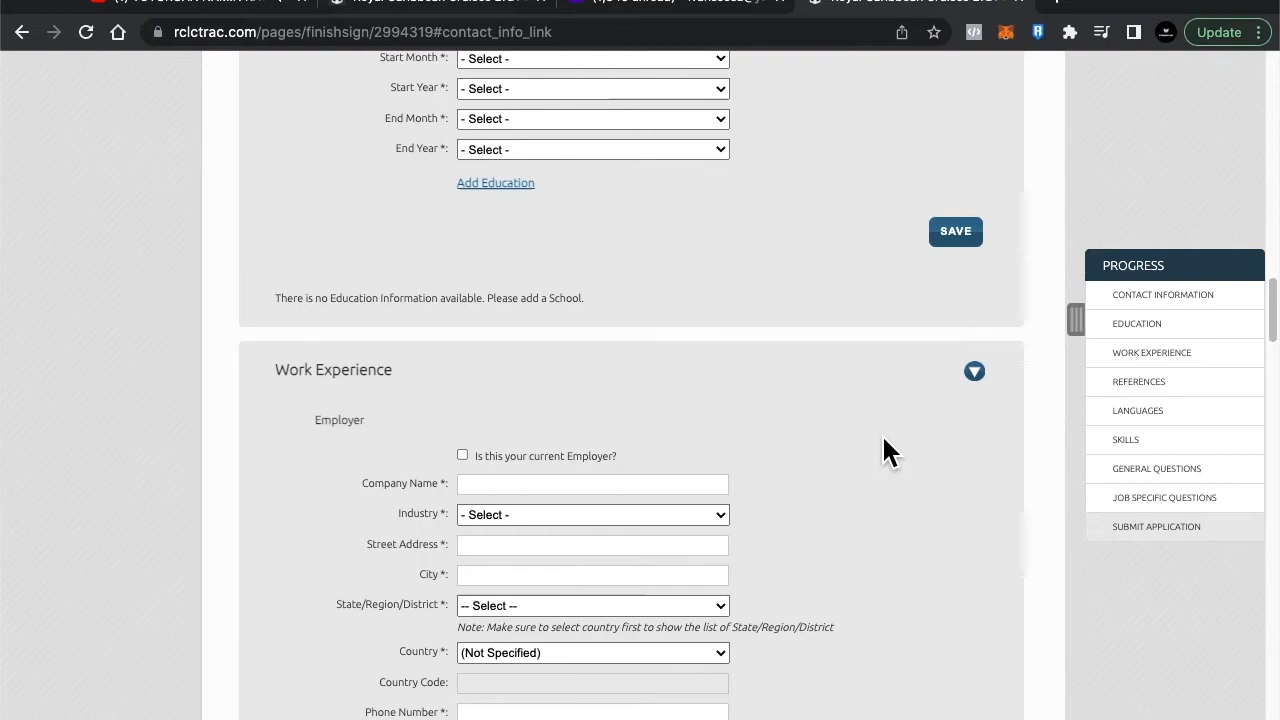 rclctrac.com/pages/finishsign/2994319#contact_info_link
Update
Start Month *:
- Select -
Start Year *:
- Select -
End Month *:
- Select -
End Year *:
- Select -
Add Education
SAVE
There is no Education Information available. Please add a School.
Work Experience
Employer
Is this your current Employer?
Company Name *:
Industry *:
- Select -
Street Address *:
City *:
State/Region/District *:
-- Select --
Note: Make sure to select country first to show the list of State/Region/District
Country *:
(Not Specified)
Country Code:
Phone Number *:
PROGRESS
CONTACT INFORMATION
EDUCATION
WORK EXPERIENCE
REFERENCES
LANGUAGES
SKILLS
GENERAL QUESTIONS
JOB SPECIFIC QUESTIONS
SUBMIT APPLICATION